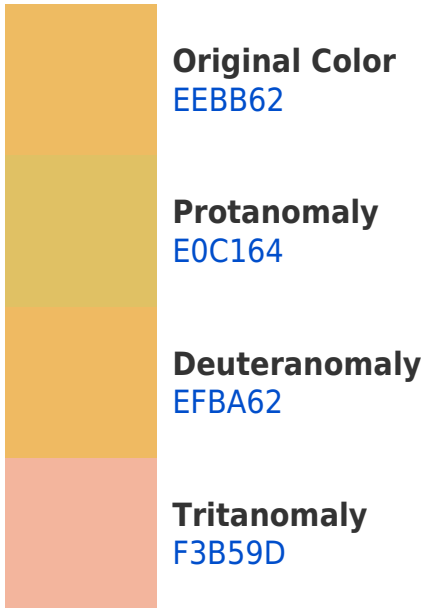 Original Color
EEBB62
Protanomaly
E0C164
Deuteranomaly
EFBA62
Tritanomaly
F3B59D